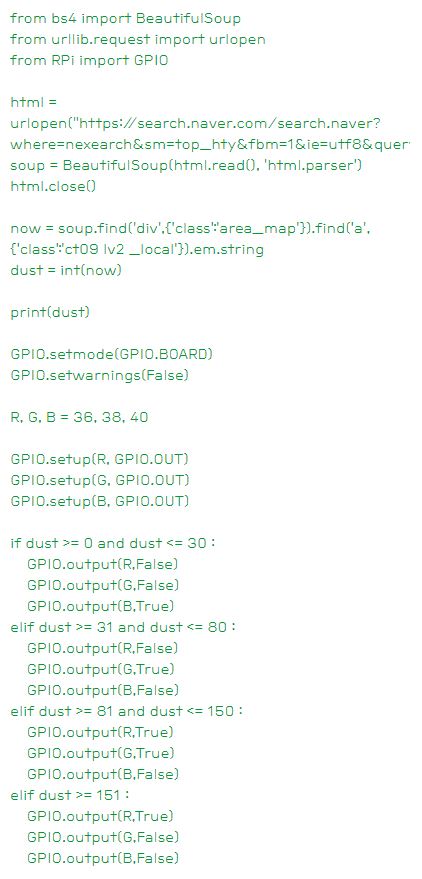 from bs4 import BeautifulSoup
from urllib.request import urlopen
from RPi import GPIO
html =
urlopen("https://search.naver.com/search.naver?
where=nexearch&sm=top_hty&fbm=1&ie=utf8&quer
soup = BeautifulSoup(html.read(), 'html.parser')
html.close()
now = soup.find('div',{'class':'area_map'}).find('a',
{'class':'ct09 lv2 _local'}).em.string
dust = int(now)
print(dust)
GPIO.setmode(GPIO.BOARD)
GPIO.setwarnings(False)
R, G, B = 36, 38, 40
GPIO.setup(R, GPIO.OUT)
GPIO.setup(G, GPIO.OUT)
GPIO.setup(B, GPIO.OUT)
if dust >= 0 and dust <= 30 :
    GPIO.output(R,False)
    GPIO.output(G,False)
    GPIO.output(B,True)
elif dust >= 31 and dust <= 80 :
    GPIO.output(R,False)
    GPIO.output(G,True)
    GPIO.output(B,False)
elif dust >= 81 and dust <= 150 :
    GPIO.output(R,True)
    GPIO.output(G,True)
    GPIO.output(B,False)
elif dust >= 151 :
    GPIO.output(R,True)
    GPIO.output(G,False)
    GPIO.output(B,False)